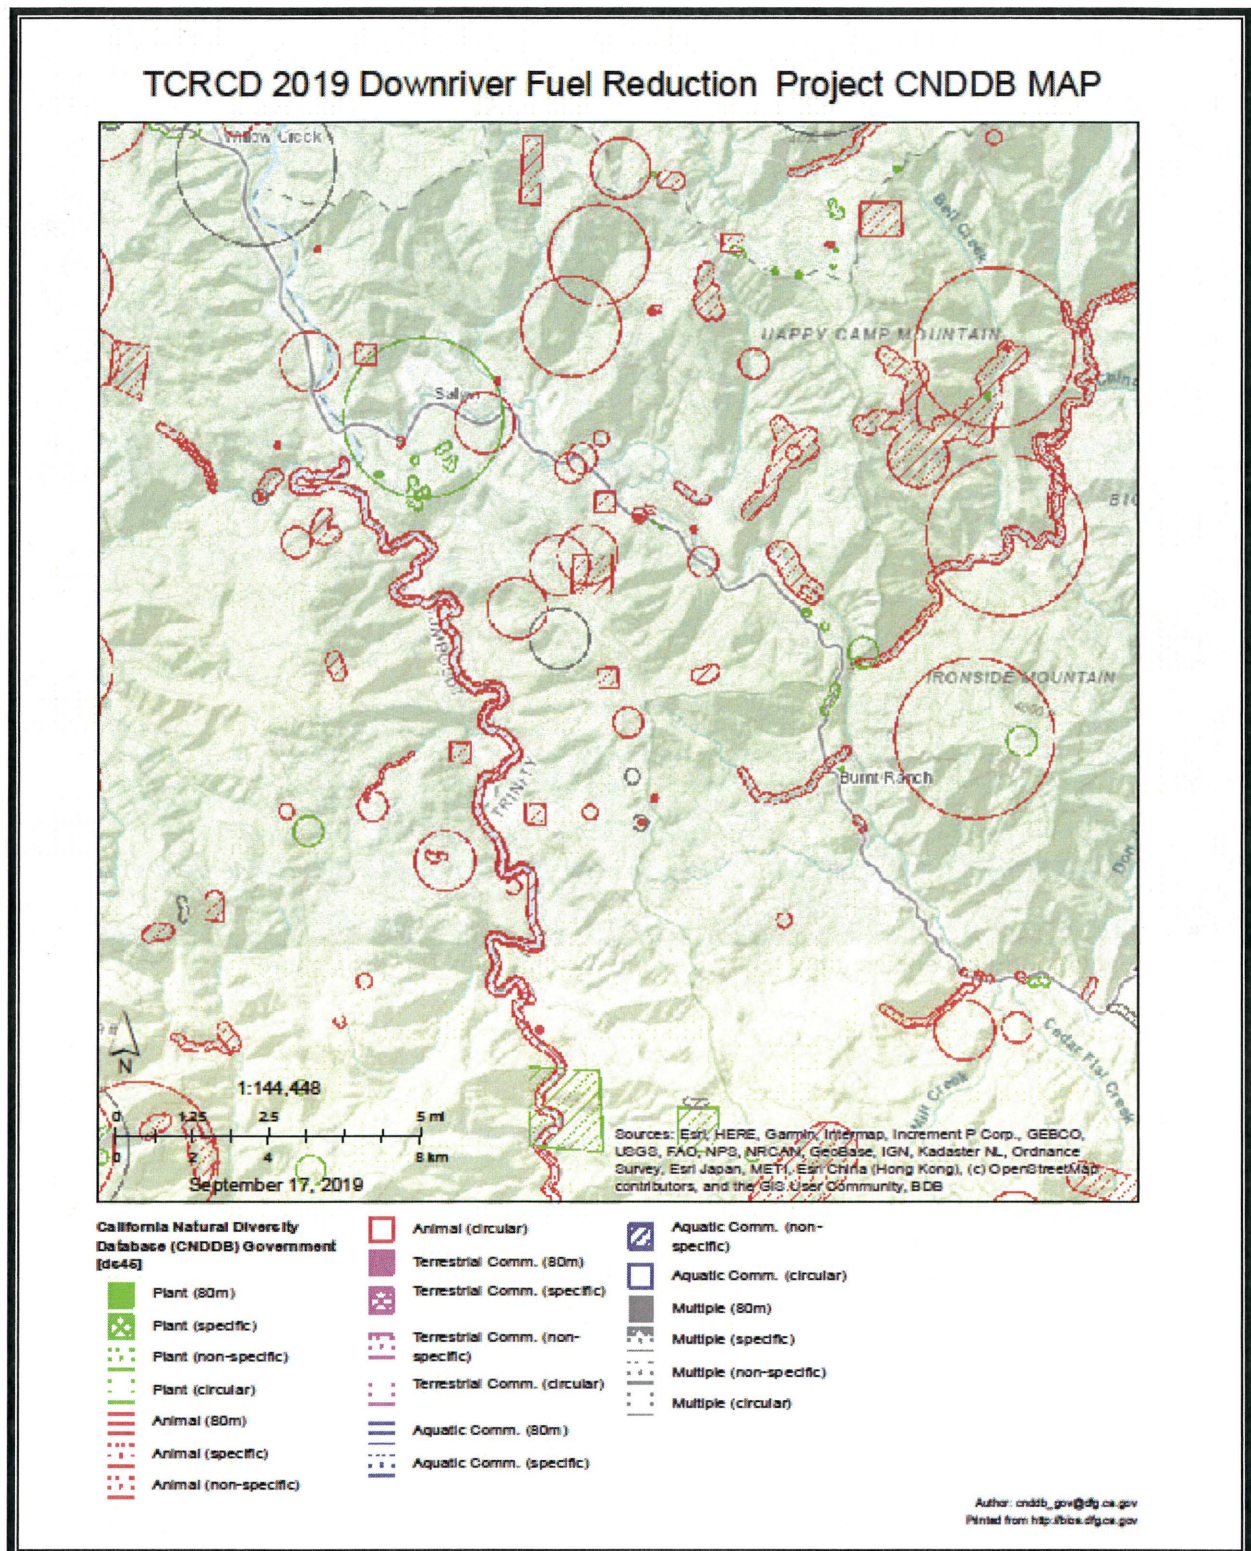 TCRCD 2019 Downriver Fuel Reduction Project CNDDB MAP
Willow Creek
Bell Creek
HAPPY CAMP MOUNTAIN
Salyer
HUMBOLDT
TRINITY
IRONSIDE MOUNTAIN
Burnt Ranch
Don
Cedar Flat Creek
Mill Creek
N
1:144,448
0 1.25 2.5 5 mi
0 2 4 8 km
September 17, 2019
Sources: Esri, HERE, Garmin, Intermap, increment P Corp., GEBCO,
USGS, FAO, NPS, NRCAN, GeoBase, IGN, Kadaster NL, Ordnance
Survey, Esri Japan, METI, Esri China (Hong Kong), (c) OpenStreetMap
contributors, and the GIS User Community, BDB
California Natural Diversity
Database (CNDDB) Government
[ds45]
Plant (80m)
Plant (specific)
Plant (non-specific)
Plant (circular)
Animal (80m)
Animal (specific)
Animal (non-specific)
Animal (circular)
Terrestrial Comm. (80m)
Terrestrial Comm. (specific)
Terrestrial Comm. (non-
specific)
Terrestrial Comm. (circular)
Aquatic Comm. (80m)
Aquatic Comm. (specific)
Aquatic Comm. (non-
specific)
Aquatic Comm. (circular)
Multiple (80m)
Multiple (specific)
Multiple (non-specific)
Multiple (circular)
Author: cnddb_gov@dfg.ca.gov
Printed from http://bios.dfg.ca.gov